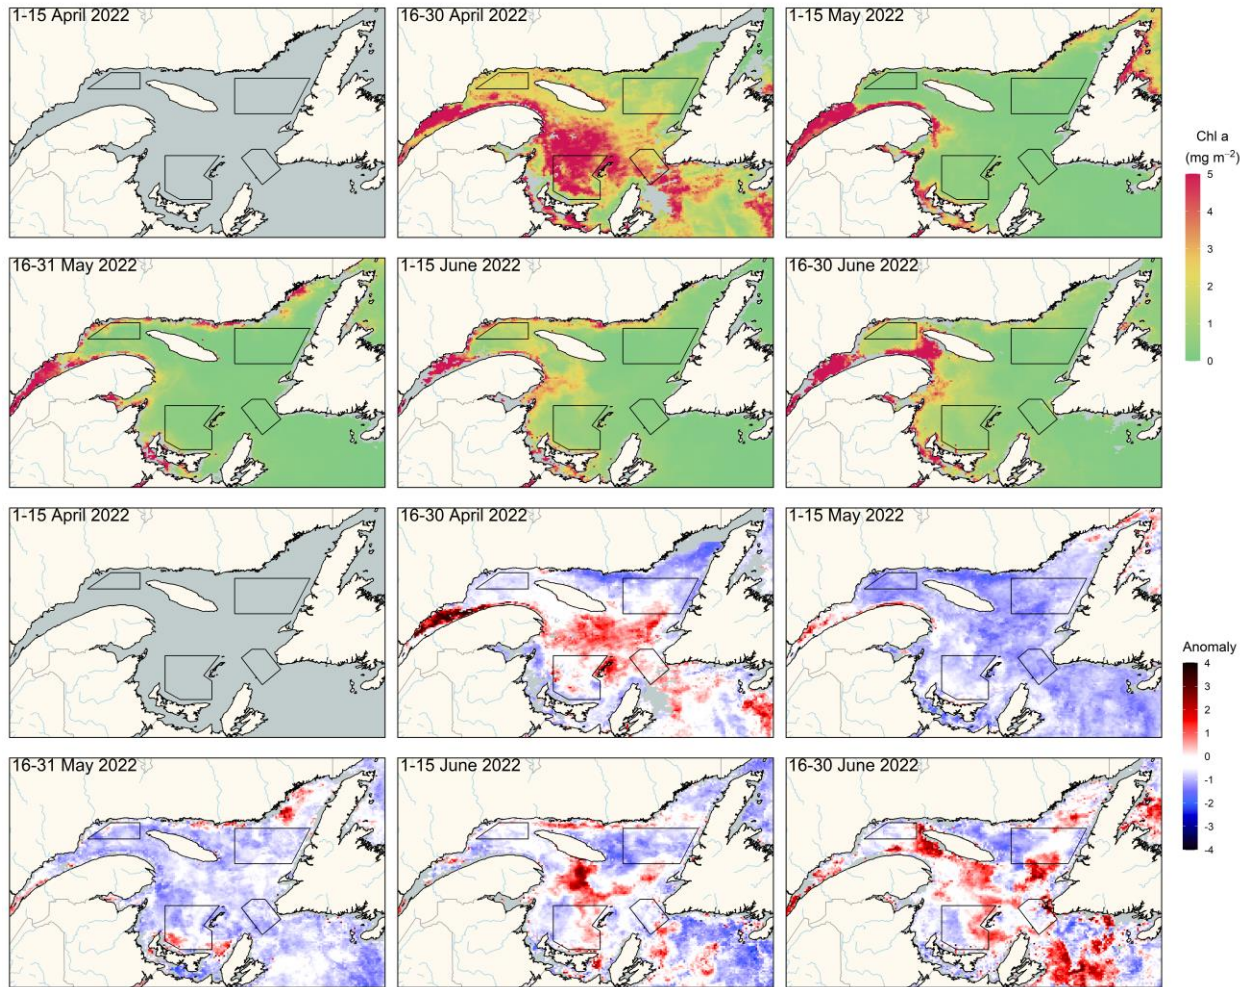 1-15 April 2022
16-30 April 2022
1-15 May 2022
Chl a
(mg m⁻²)
5
4
3
2
1
0
16-31 May 2022
1-15 June 2022
16-30 June 2022
1-15 April 2022
16-30 April 2022
1-15 May 2022
Anomaly
4
3
2
1
0
-1
-2
-3
-4
16-31 May 2022
1-15 June 2022
16-30 June 2022